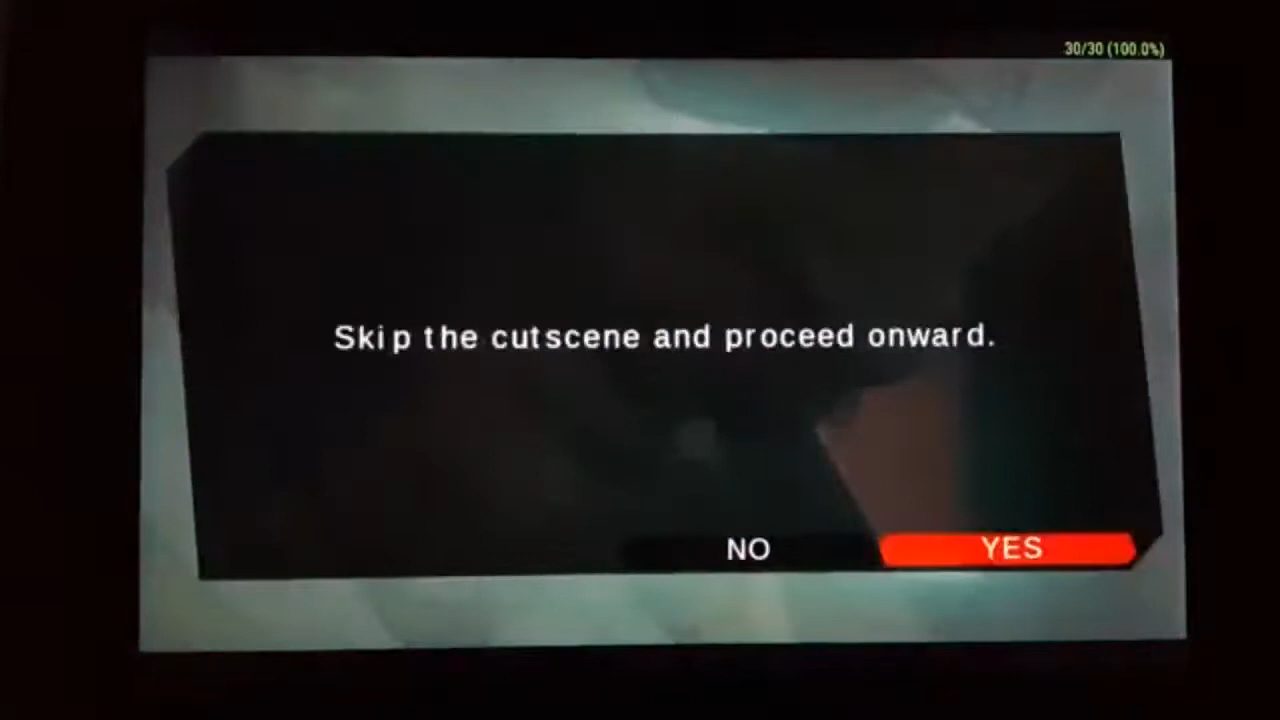 30/30 (100.0%)
Skip the cutscene and proceed onward.
NO
YES